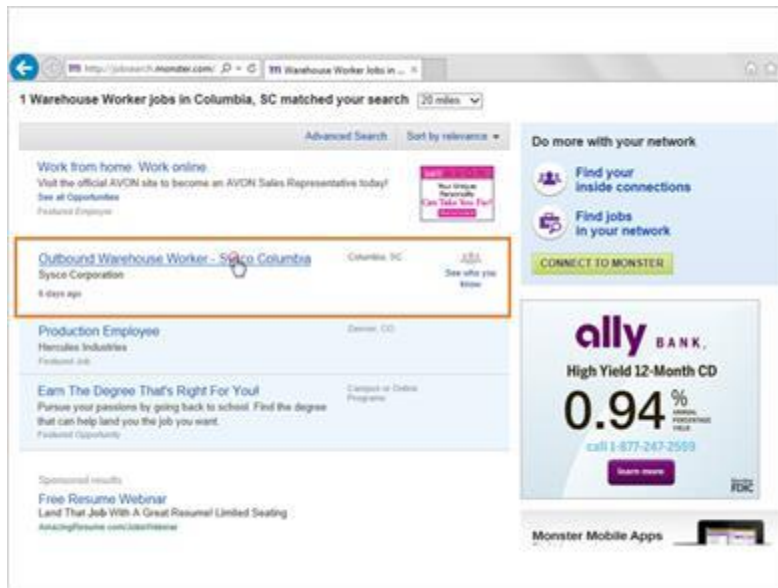 http://jobsearch.monster.com/
m Warehouse Worker Jobs in ...
1 Warehouse Worker jobs in Columbia, SC matched your search 20 miles
Advanced Search Sort by relevance
Work from home. Work online.
Visit the official AVON site to become an AVON Sales Representative today!
See all Opportunities
Featured Employer
Your Unique
Personality
Can Take You Far!
Outbound Warehouse Worker - Sysco Columbia
Columbia, SC
Sysco Corporation
6 days ago
See who you
know
Production Employee
Denver, CO
Hercules Industries
Featured Job
Earn The Degree That's Right For You!
Campus or Online
Programs
Pursue your passions by going back to school. Find the degree
that can help land you the job you want.
Featured Opportunity
Sponsored results
Free Resume Webinar
Land That Job With A Great Resume! Limited Seating
Do more with your network
Find your
inside connections
Find jobs
in your network
CONNECT TO MONSTER
ally BANK.
High Yield 12-Month CD
0.94%
ANNUAL
PERCENTAGE
YIELD
call 1-877-247-2559
learn more
FDIC
Monster Mobile Apps